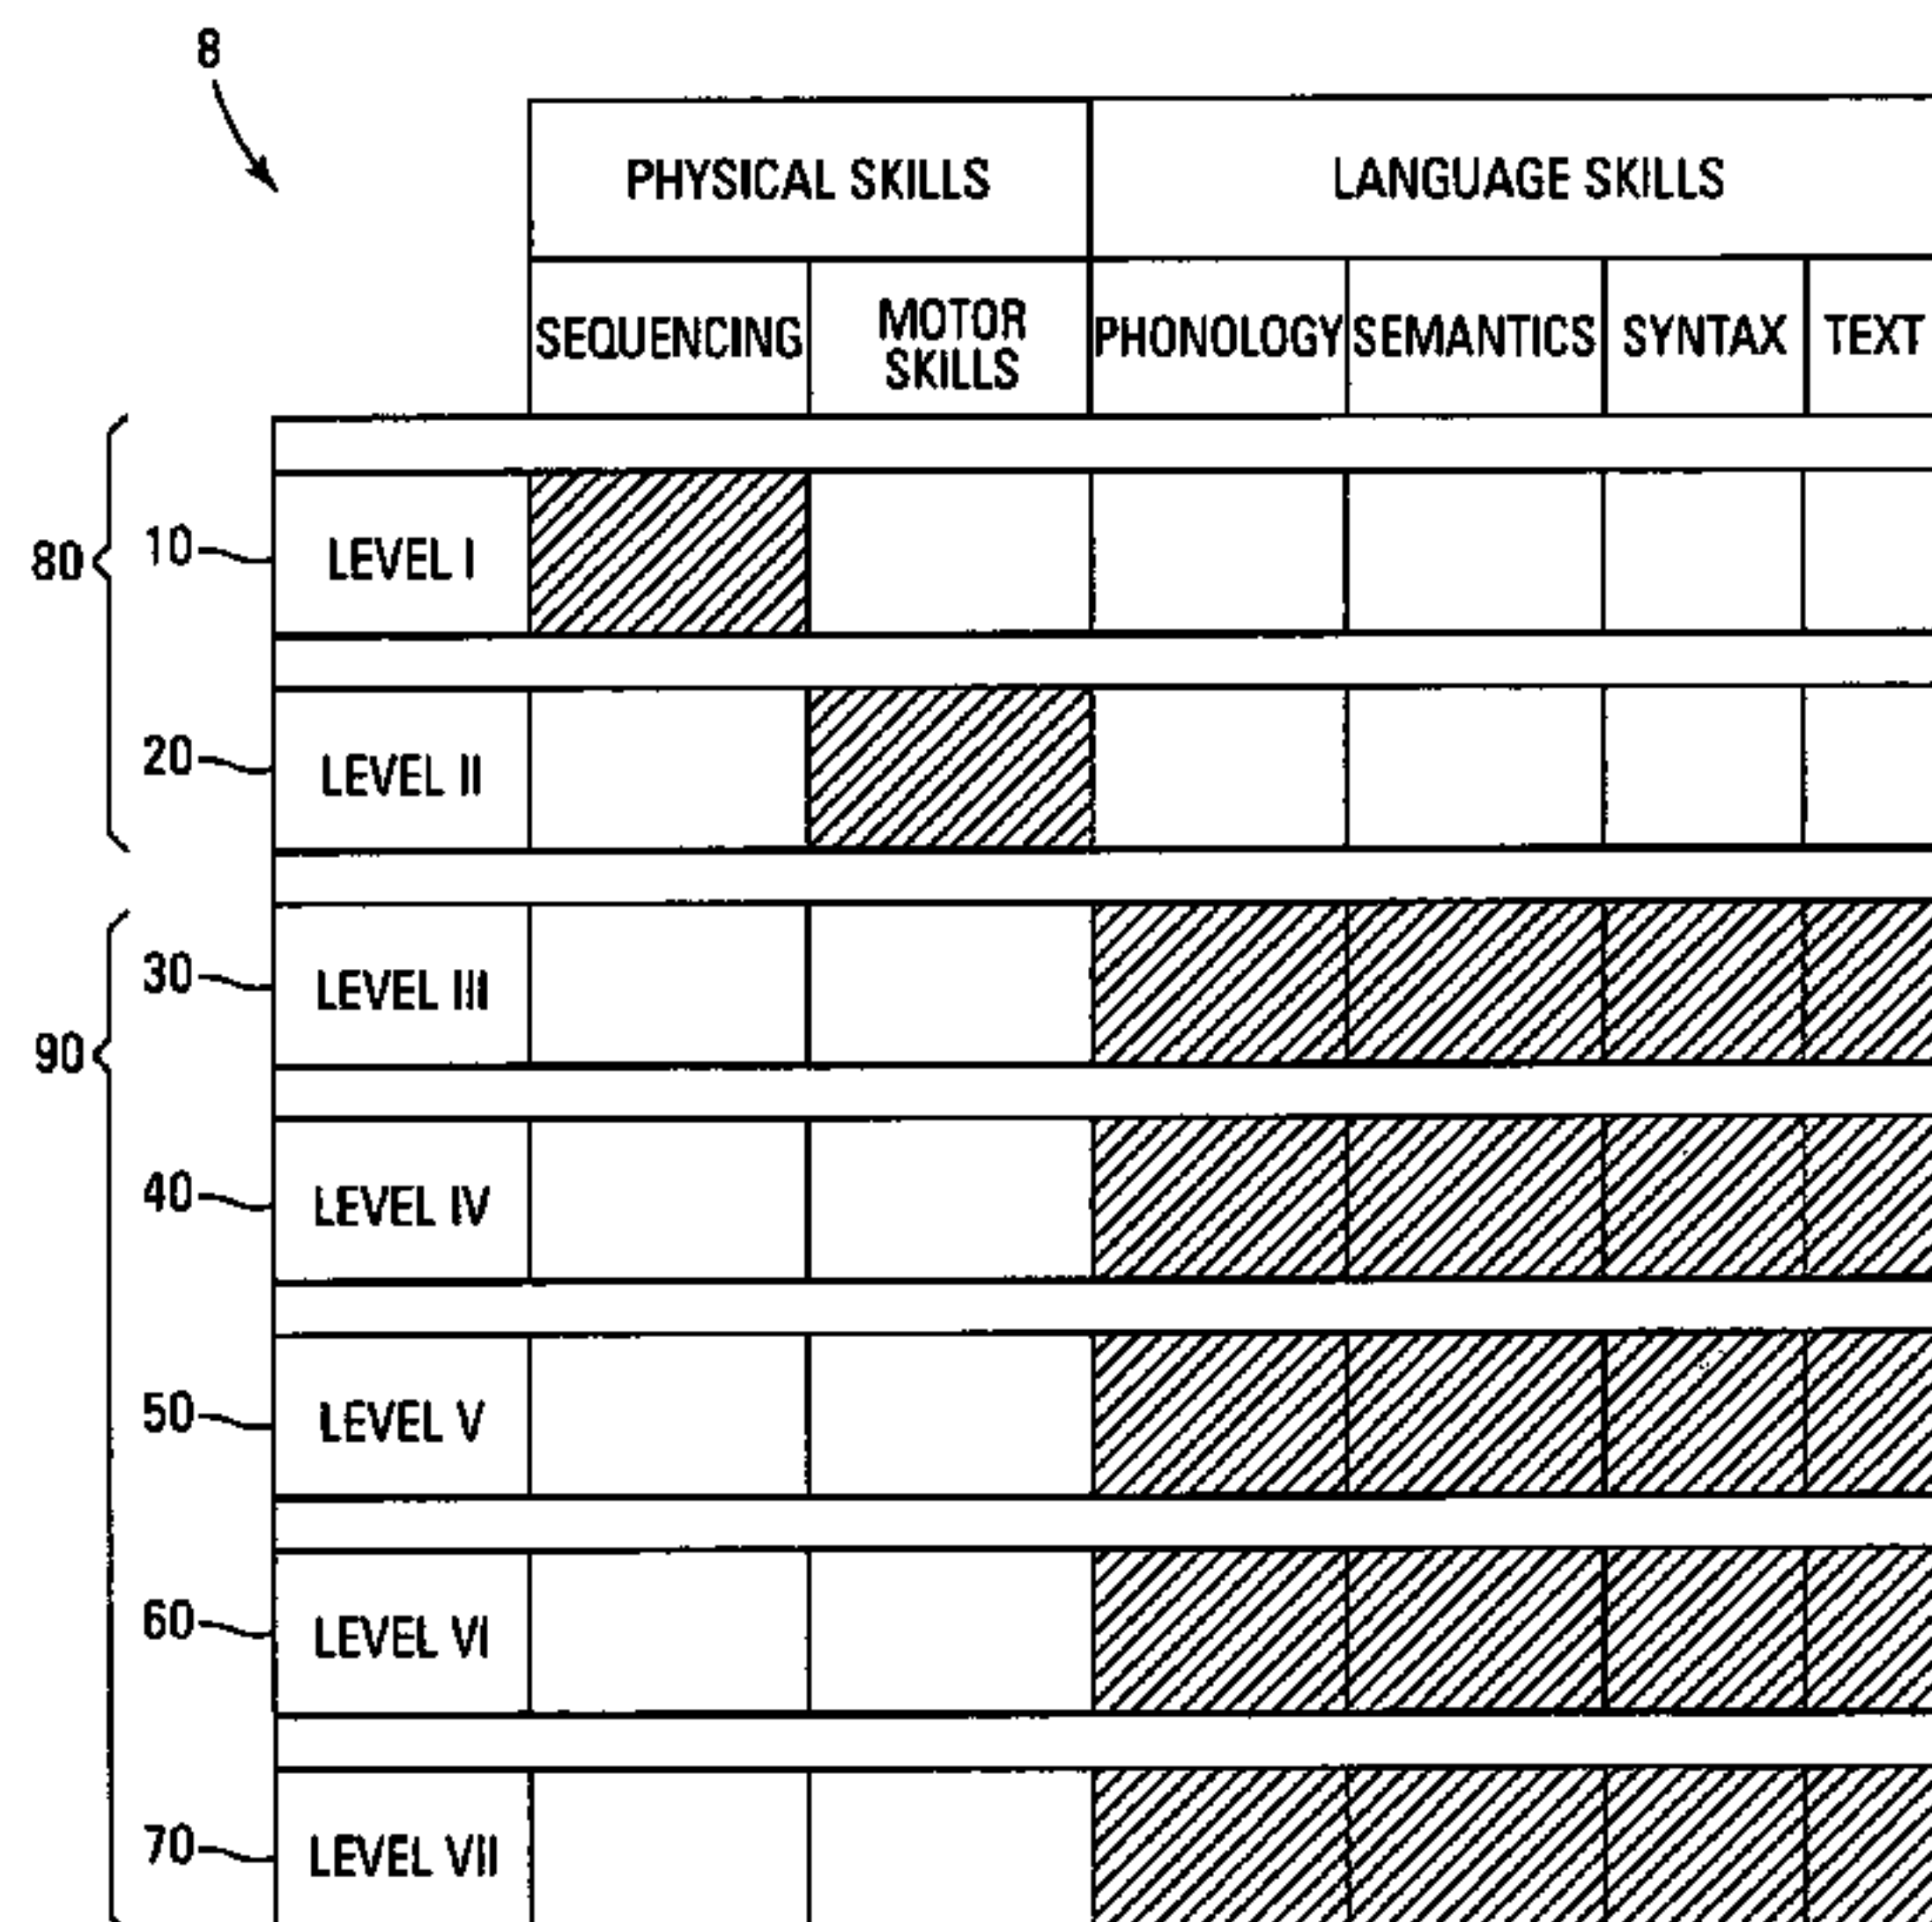 8
PHYSICAL SKILLS LANGUAGE SKILLS
SEQUENCING MOTOR SKILLS PHONOLOGY SEMANTICS SYNTAX TEXT
80 10 LEVEL I
20 LEVEL II
30 LEVEL III
90
40 LEVEL IV
50 LEVEL V
60 LEVEL VI
70 LEVEL VII